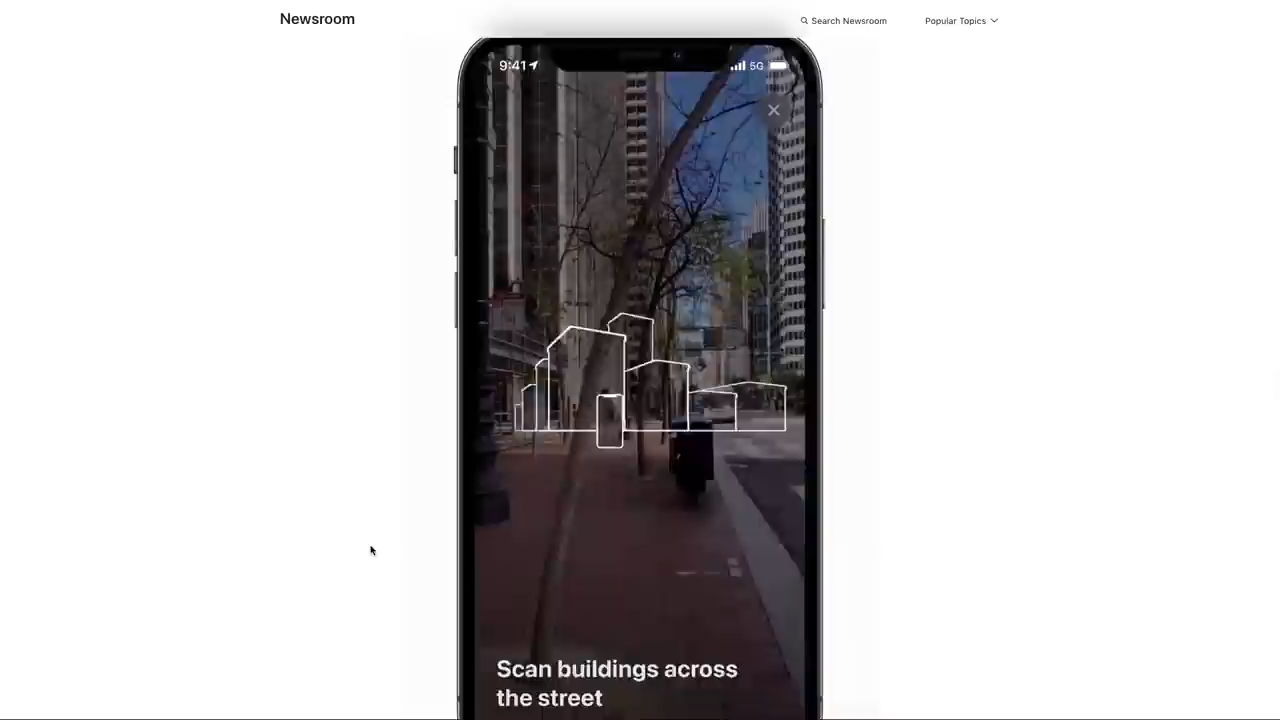 Newsroom
Search Newsroom
Popular Topics
9:41
5G
Scan buildings across
the street